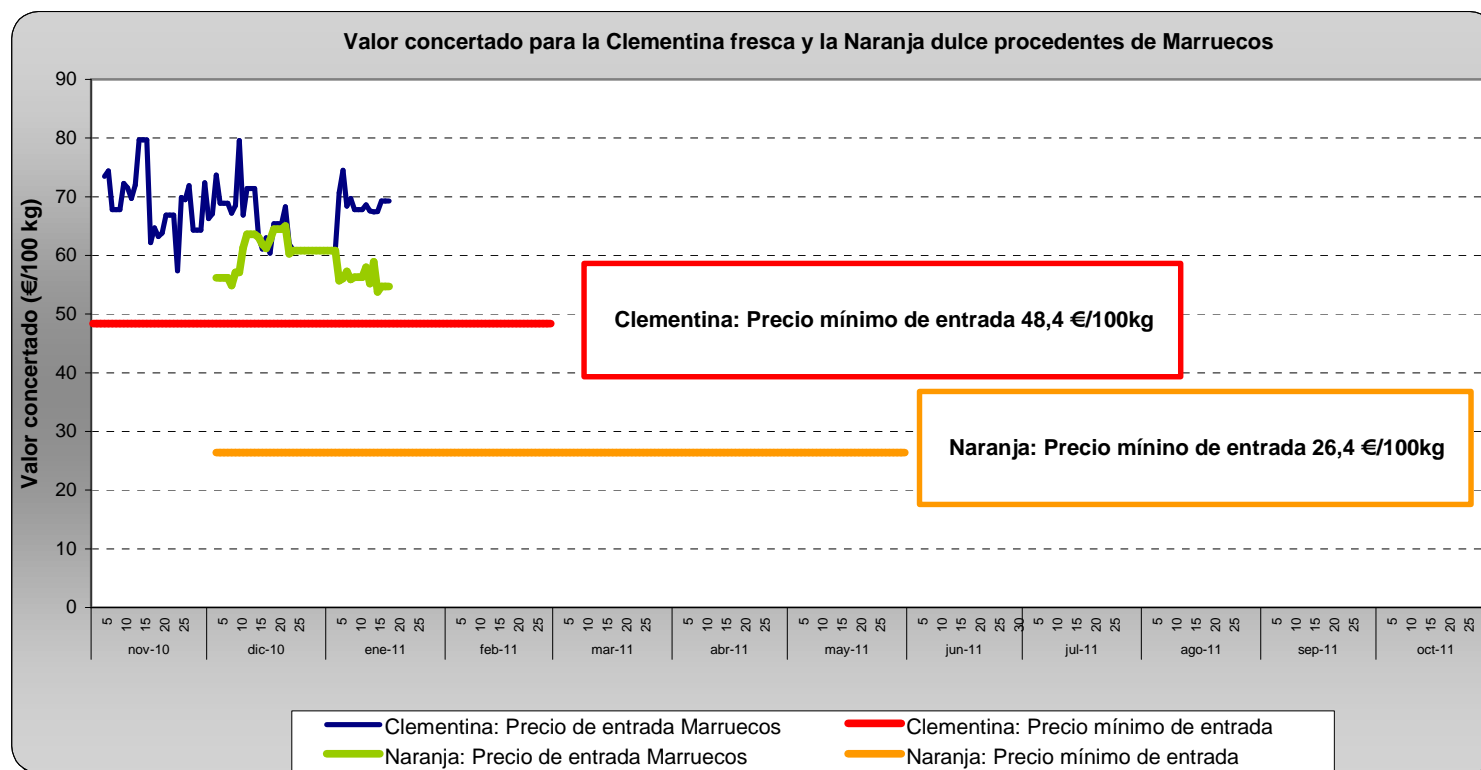 Valor concertado para la Clementina fresca y la Naranja dulce procedentes de Marruecos
Valor concertado (€/100 kg)
90
80
70
60
50
40
30
20
10
0
Clementina: Precio mínimo de entrada 48,4 €/100kg
Naranja: Precio mínino de entrada 26,4 €/100kg
5 10 15 20 25 5 10 15 20 25 5 10 15 20 25 5 10 15 20 25 5 10 15 20 25 5 10 15 20 25 5 10 15 20 25 5 10 15 20 25 30 5 10 15 20 25 5 10 15 20 25 5 10 15 20 25 5 10 15 20 25
nov-10 dic-10 ene-11 feb-11 mar-11 abr-11 may-11 jun-11 jul-11 ago-11 sep-11 oct-11
Clementina: Precio de entrada Marruecos Clementina: Precio mínimo de entrada
Naranja: Precio de entrada Marruecos Naranja: Precio mínimo de entrada